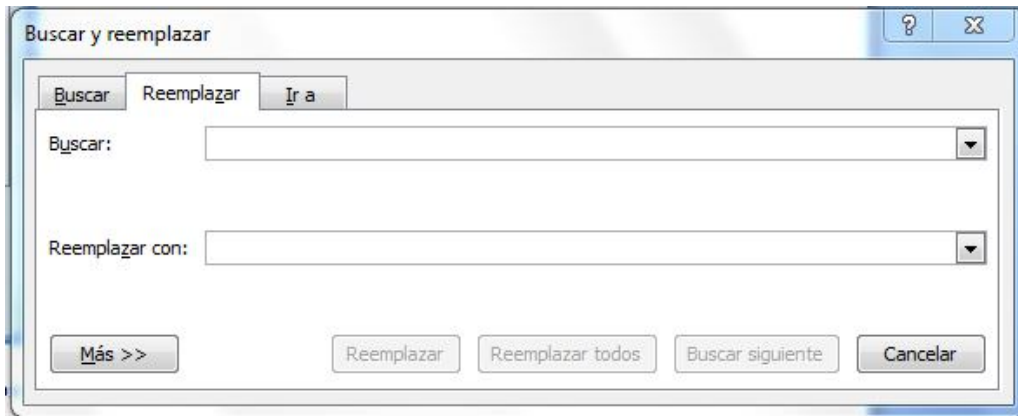 Buscar y reemplazar
Buscar Reemplazar Ir a
Buscar:
Reemplazar con:
Más >> Reemplazar Reemplazar todos Buscar siguiente Cancelar